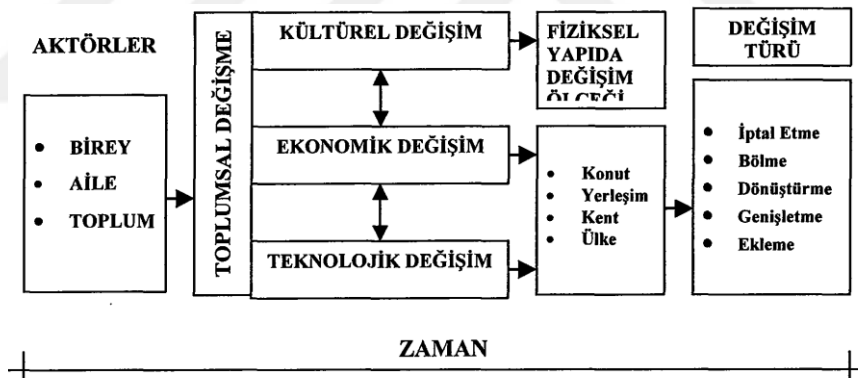 AKTÖRLER
BİREY
AİLE
TOPLUM
TOPLUMSAL DEĞİŞME
KÜLTÜREL DEĞİŞİM
EKONOMİK DEĞİŞİM
TEKNOLOJİK DEĞİŞİM
FİZİKSEL
YAPIDA
DEĞİŞİM
ÖLÇEĞİ
Konut
Yerleşim
Kent
Ülke
DEĞİŞİM
TÜRÜ
İptal Etme
Bölme
Dönüştürme
Genişletme
Ekleme
ZAMAN